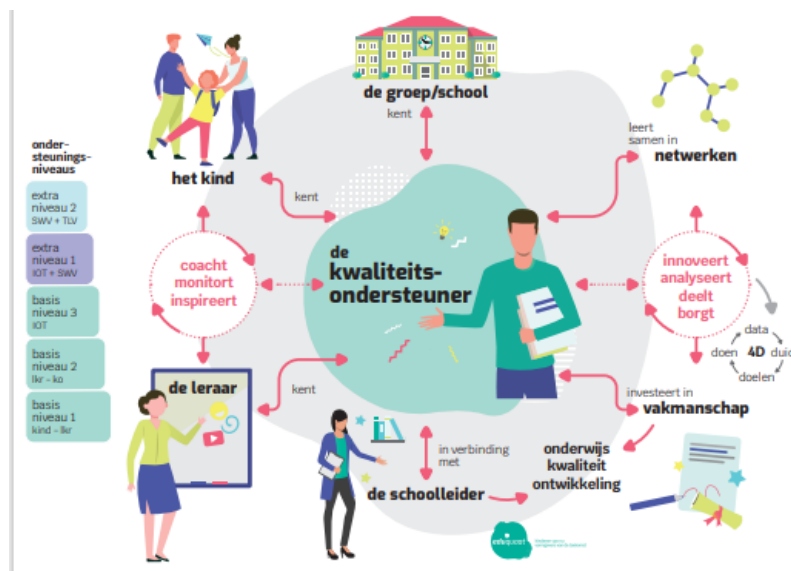 onder-
steunings-
niveaus
extra
niveau 2
SWV + TLV
extra
niveau 1
IOT + SWV
basis
niveau 3
IOT
basis
niveau 2
lkr – ko
basis
niveau 1
kind – lkr
het kind
de groep/school
kent
leert
samen in
netwerken
kent
coacht
monitort
inspireert
de
kwaliteits-
ondersteuner
innoveert
analyseert
deelt
borgt
data
doen 4D duid
doelen
de leraar
kent
investeert in
vakmanschap
in verbinding
met
de schoolleider
onderwijs
kwaliteit
ontwikkeling